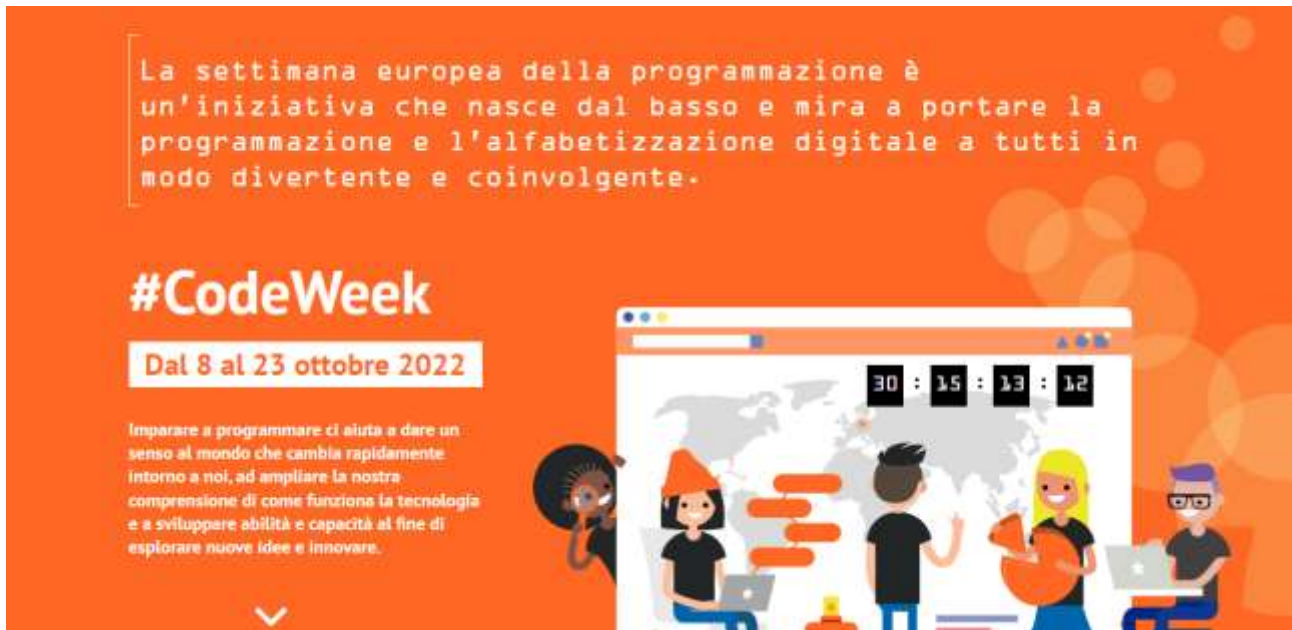 La settimana europea della programmazione è
un'iniziativa che nasce dal basso e mira a portare la
programmazione e l'alfabetizzazione digitale a tutti in
modo divertente e coinvolgente.
#CodeWeek
Dal 8 al 23 ottobre 2022
30 : 15 : 13 : 12
Imparare a programmare ci aiuta a dare un
senso al mondo che cambia rapidamente
intorno a noi, ad ampliare la nostra
comprensione di come funziona la tecnologia
e a sviluppare abilità e capacità al fine di
esplorare nuove idee e innovare.